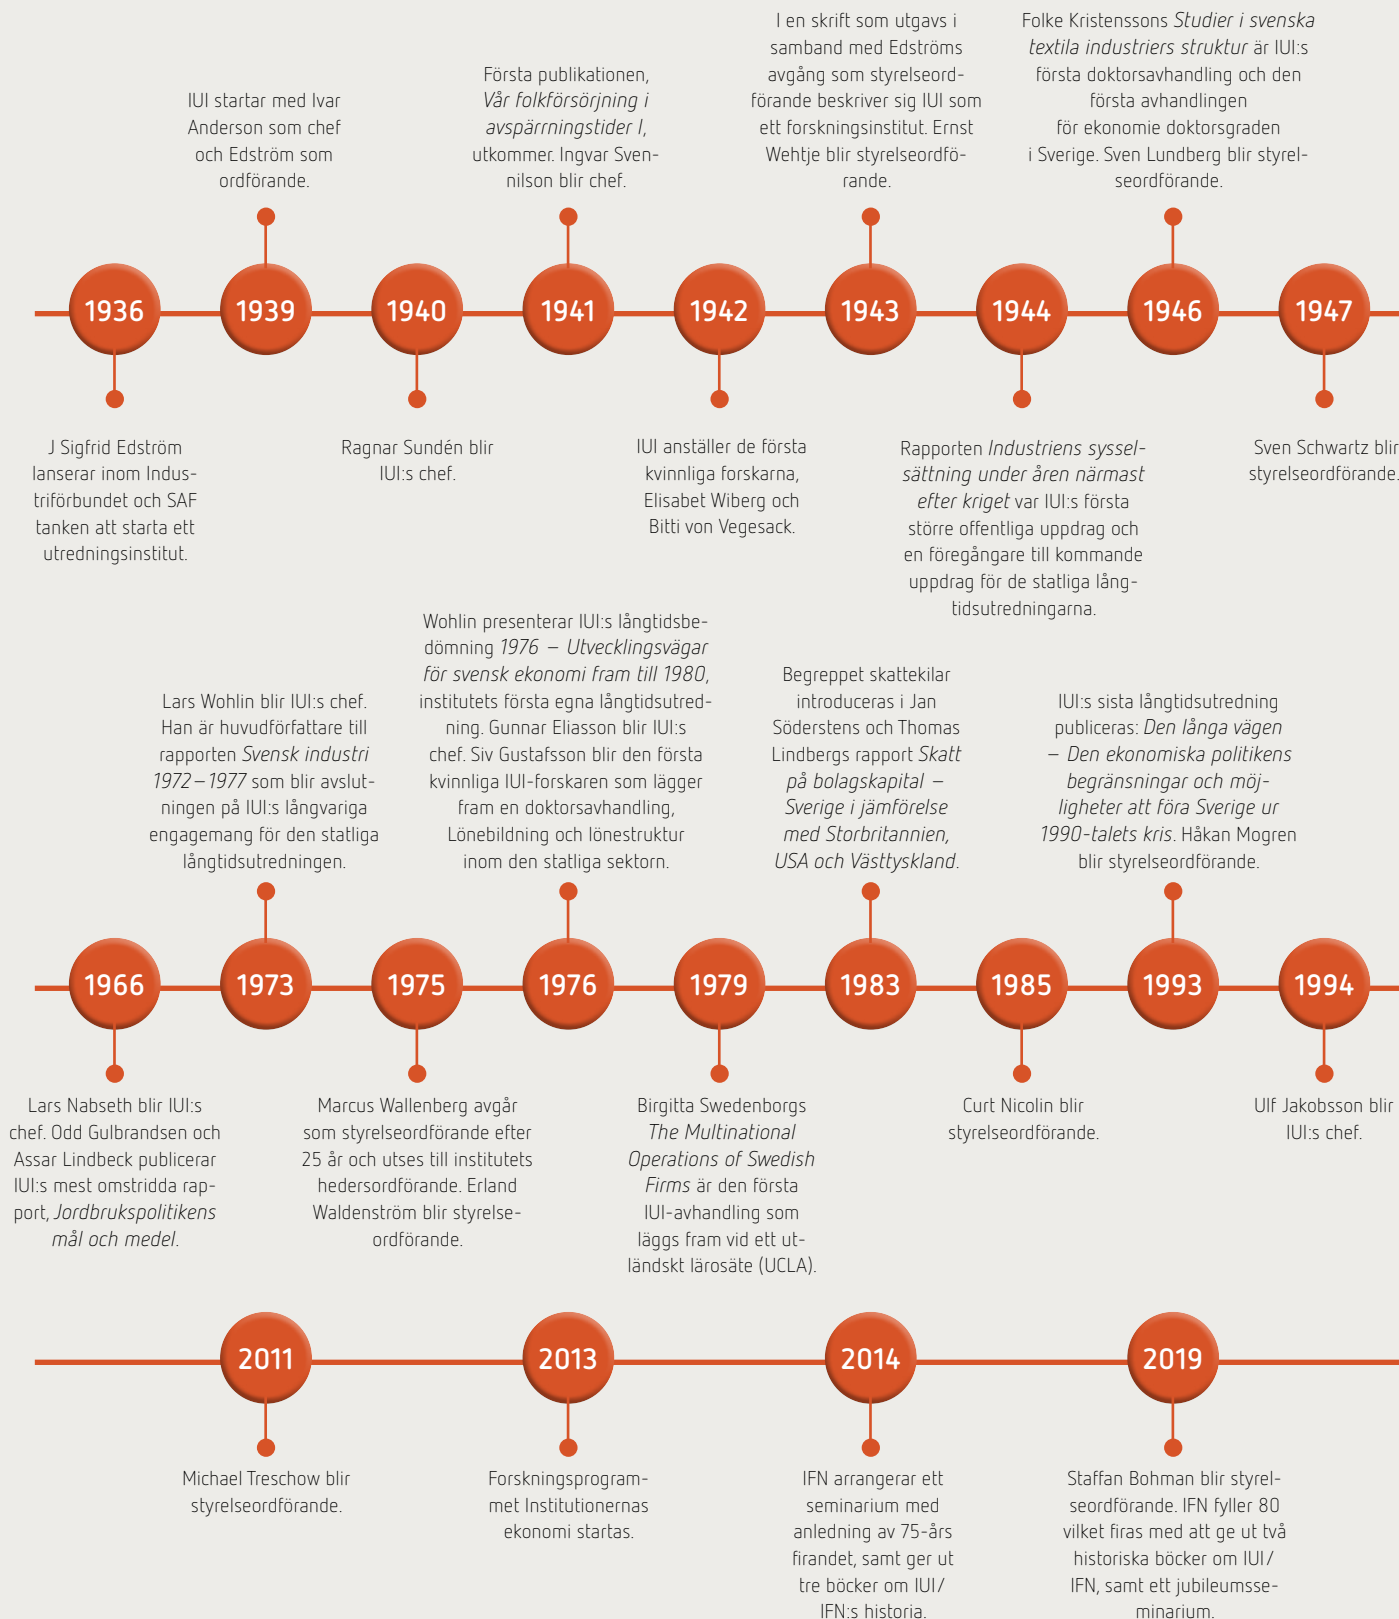 IUI startar med Ivar
Anderson som chef
och Edström som
ordförande.
Första publikationen,
Vår folkförsörjning i
avspärrningstider I,
utkommer. Ingvar Sven-
nilson blir chef.
I en skrift som utgavs i
samband med Edströms
avgång som styrelseord-
förande beskriver sig IUI som
ett forskningsinstitut. Ernst
Wehtje blir styrelseordfö-
rande.
Folke Kristenssons Studier i svenska
textila industriers struktur är IUI:s
första doktorsavhandling och den
första avhandlingen
för ekonomie doktorsgraden
i Sverige. Sven Lundberg blir styrel-
seordförande.
1936
1939
1940
1941
1942
1943
1944
1946
1947
J Sigfrid Edström
lanserar inom Indus-
triförbundet och SAF
tanken att starta ett
utredningsinstitut.
Ragnar Sundén blir
IUI:s chef.
IUI anställer de första
kvinnliga forskarna,
Elisabet Wiberg och
Bitti von Vegesack.
Rapporten Industriens syssel-
sättning under åren närmast
efter kriget var IUI:s första
större offentliga uppdrag och
en föregångare till kommande
uppdrag för de statliga lång-
tidsutredningarna.
Sven Schwartz blir
styrelseordförande.
Lars Wohlin blir IUI:s chef.
Han är huvudförfattare till
rapporten Svensk industri
1972–1977 som blir avslut-
ningen på IUI:s långvariga
engagemang för den statliga
långtidsutredningen.
Wohlin presenterar IUI:s långtidsbe-
dömning 1976 – Utvecklingsvägar
för svensk ekonomi fram till 1980,
institutets första egna långtidsutred-
ning. Gunnar Eliasson blir IUI:s
chef. Siv Gustafsson blir den första
kvinnliga IUI-forskaren som lägger
fram en doktorsavhandling,
Lönebildning och lönestruktur
inom den statliga sektorn.
Begreppet skattekilar
introduceras i Jan
Söderstens och Thomas
Lindbergs rapport Skatt
på bolagskapital –
Sverige i jämförelse
med Storbritannien,
USA och Västtyskland.
IUI:s sista långtidsutredning
publiceras: Den långa vägen
– Den ekonomiska politikens
begränsningar och möj-
ligheter att föra Sverige ur
1990-talets kris. Håkan Mogren
blir styrelseordförande.
1966
1973
1975
1976
1979
1983
1985
1993
1994
Lars Nabseth blir IUI:s
chef. Odd Gulbrandsen och
Assar Lindbeck publicerar
IUI:s mest omstridda rap-
port, Jordbrukspolitikens
mål och medel.
Marcus Wallenberg avgår
som styrelseordförande efter
25 år och utses till institutets
hedersordförande. Erland
Waldenström blir styrelse-
ordförande.
Birgitta Swedenborgs
The Multinational
Operations of Swedish
Firms är den första
IUI-avhandling som
läggs fram vid ett ut-
ländskt lärosäte (UCLA).
Curt Nicolin blir
styrelseordförande.
Ulf Jakobsson blir
IUI:s chef.
2011
2013
2014
2019
Michael Treschow blir
styrelseordförande.
Forskningsprogram-
met Institutionernas
ekonomi startas.
IFN arrangerar ett
seminarium med
anledning av 75-års
firandet, samt ger ut
tre böcker om IUI/
IFN:s historia.
Staffan Bohman blir styrel-
seordförande. IFN fyller 80
vilket firas med att ge ut två
historiska böcker om IUI/
IFN, samt ett jubileumsse-
minarium.